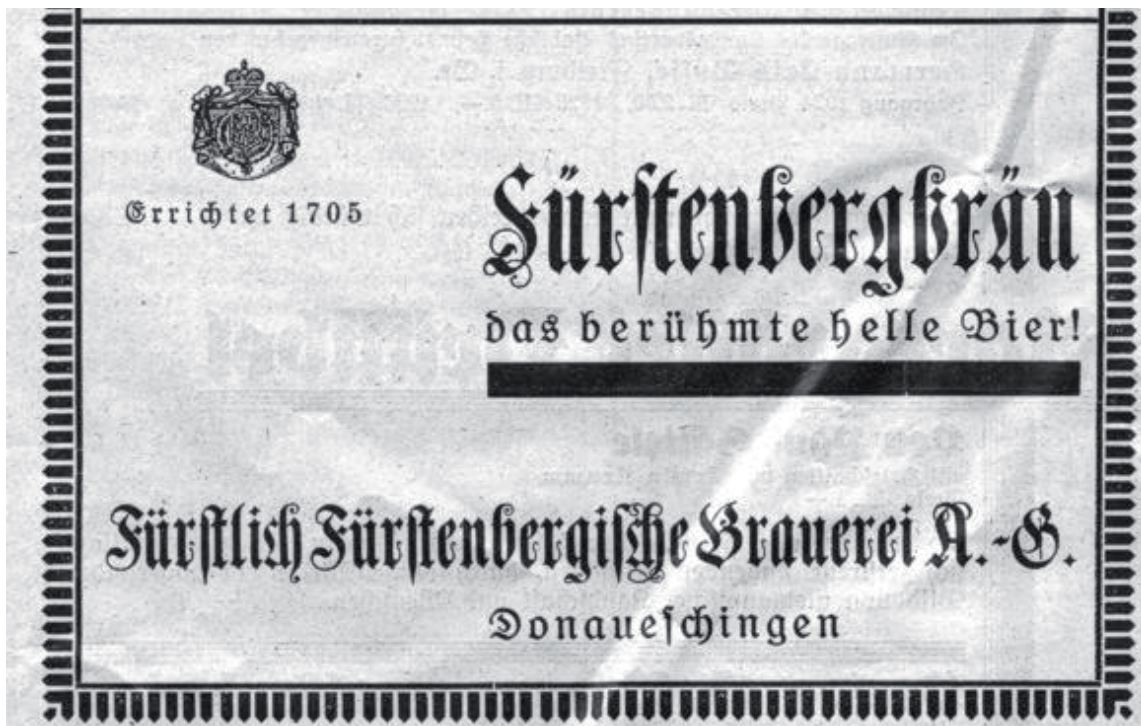 Errichtet 1705
Fürstenbergbräu
das berühmte helle Bier!
Fürstlich Fürstenbergische Brauerei A.-G.
Donaueschingen